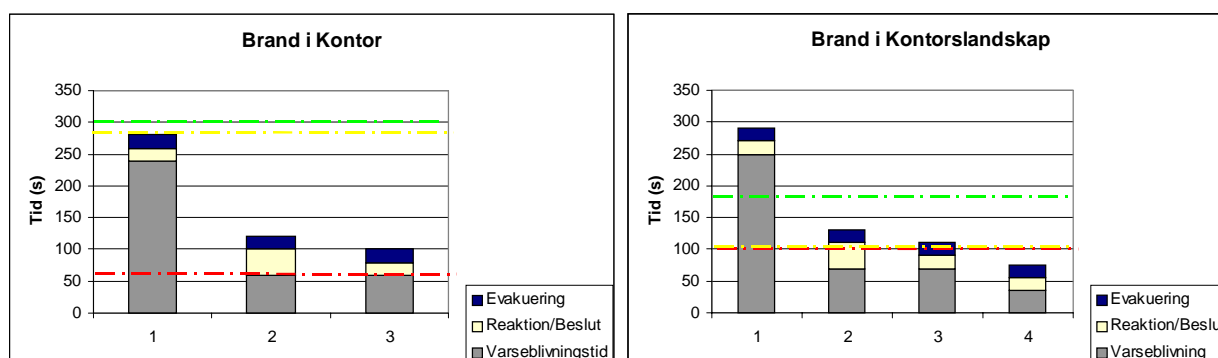 Brand i Kontor
350
300
250
200
150
100
50
0
Tid (s)
1 2 3
Evakuering
Reaktion/Beslut
Varseblivningstid
Brand i Kontorslandskap
350
300
250
200
150
100
50
0
Tid (s)
1 2 3 4
Evakuering
Reaktion/Beslu
Varseblivning